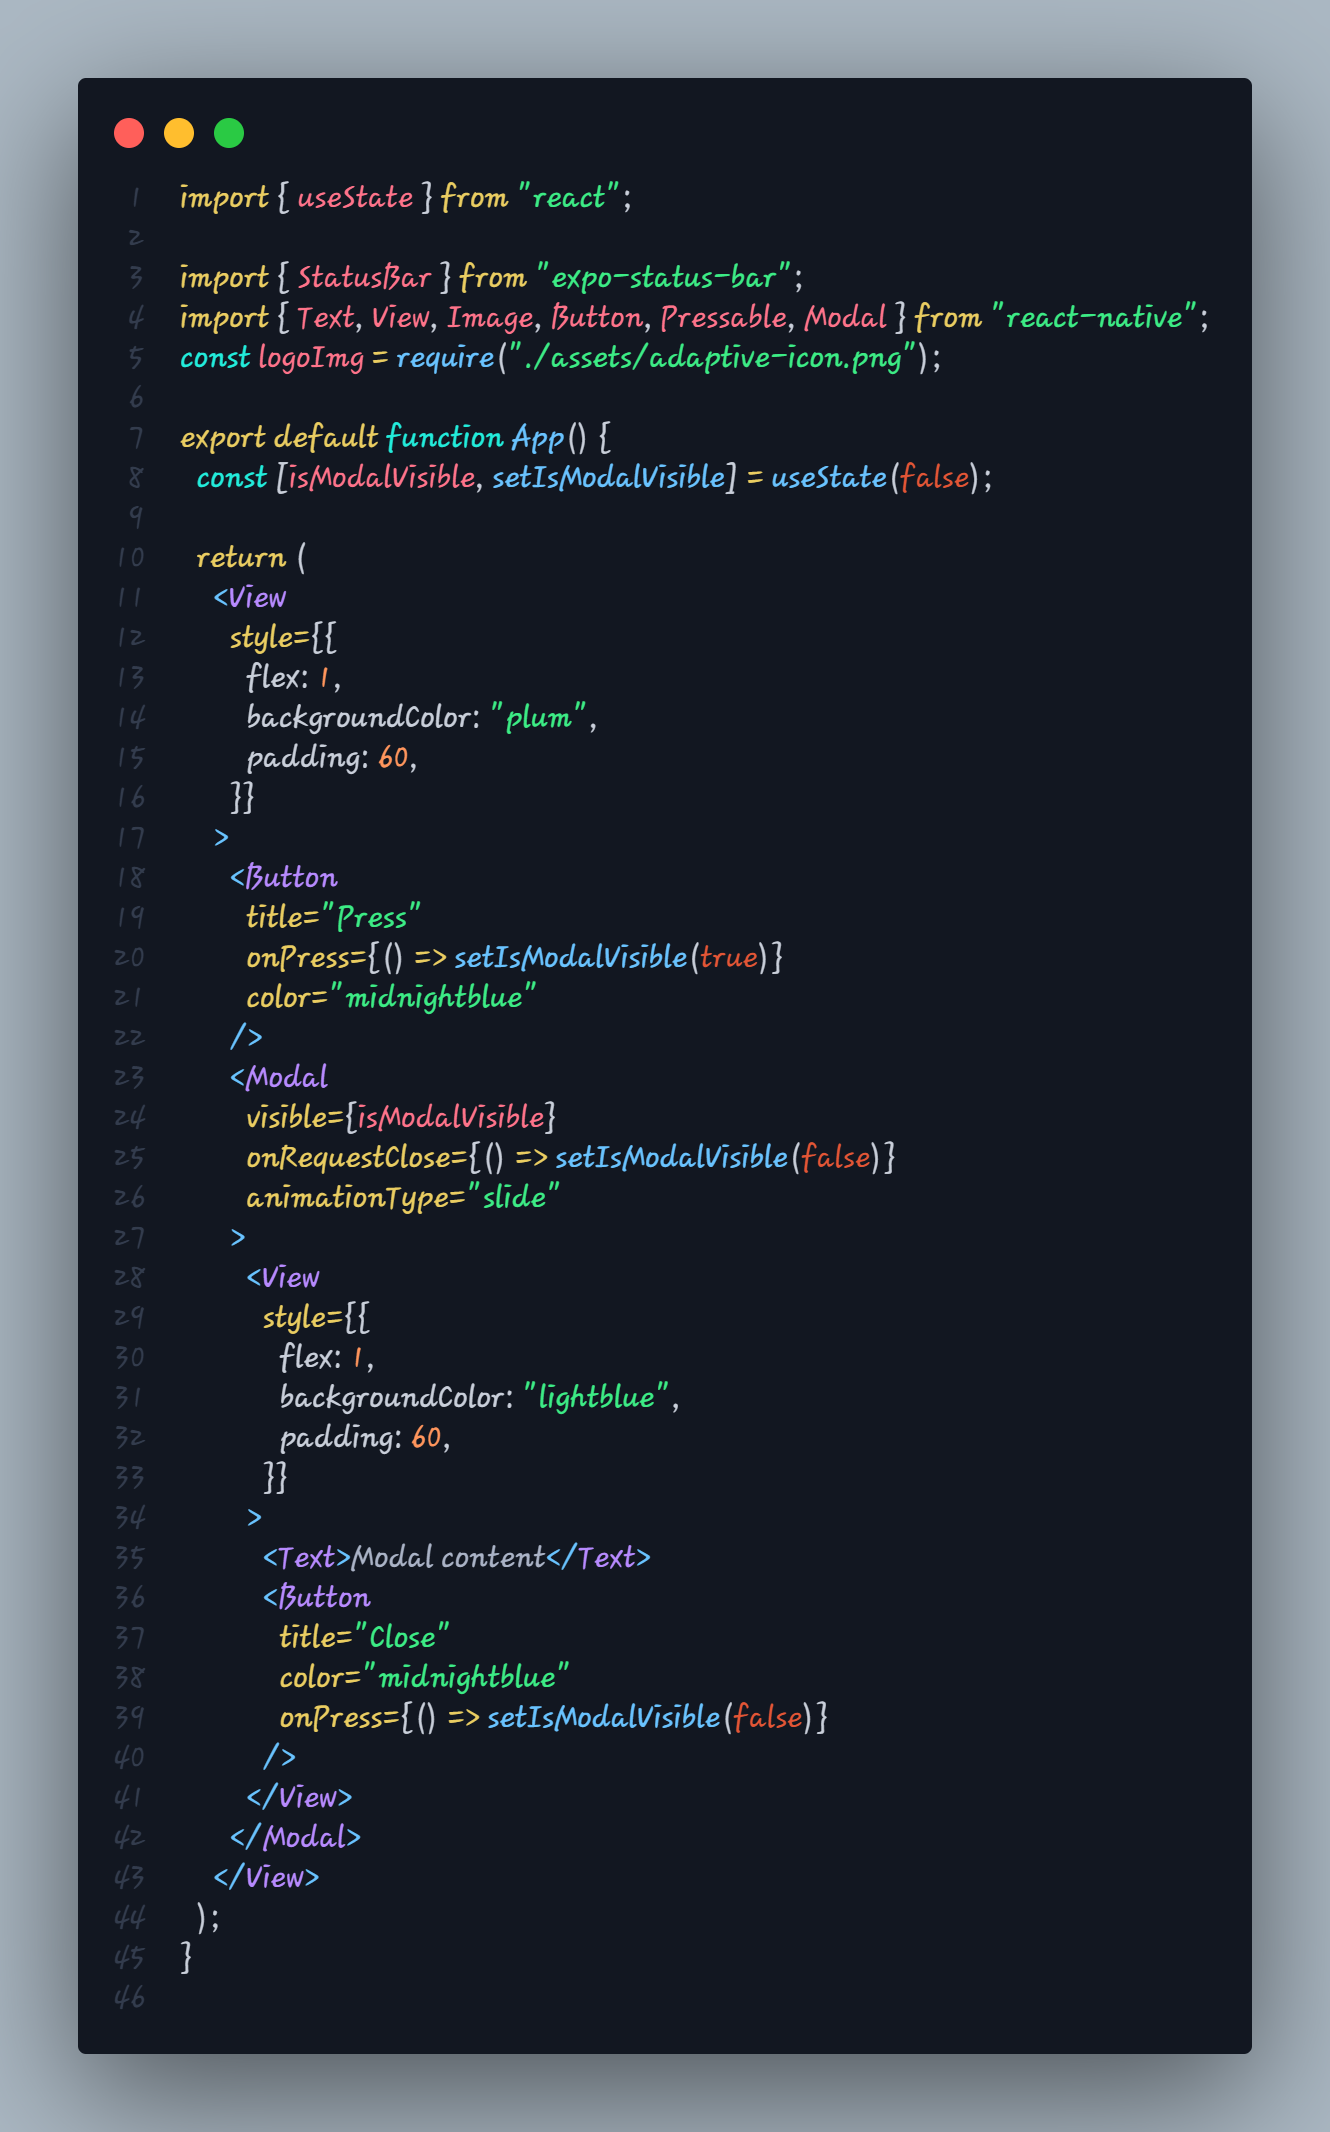 1 import { useState } from "react";
2
3 import { StatusBar } from "expo-status-bar";
4 import { Text, View, Image, Button, Pressable, Modal } from "react-native";
5 const logoImg = require("./assets/adaptive-icon.png");
6
7 export default function App() {
8   const [isModalVisible, setIsModalVisible] = useState(false);
9
10   return (
11     <View
12       style={{
13         flex: 1,
14         backgroundColor: "plum",
15         padding: 60,
16       }}
17     >
18       <Button
19         title="Press"
20         onPress={() => setIsModalVisible(true)}
21         color="midnightblue"
22       />
23       <Modal
24         visible={isModalVisible}
25         onRequestClose={() => setIsModalVisible(false)}
26         animationType="slide"
27       >
28         <View
29           style={{
30             flex: 1,
31             backgroundColor: "lightblue",
32             padding: 60,
33           }}
34         >
35           <Text>Modal content</Text>
36           <Button
37             title="Close"
38             color="midnightblue"
39             onPress={() => setIsModalVisible(false)}
40           />
41         </View>
42       </Modal>
43     </View>
44   );
45 }
46